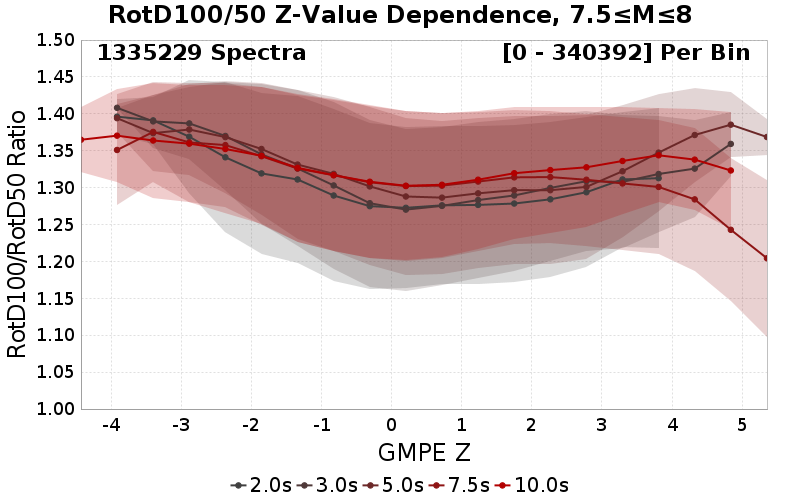 RotD100/50 Z-Value Dependence, 7.5≤M≤8
1335229 Spectra
[0 - 340392] Per Bin
RotD100/RotD50 Ratio
1.50
1.45
1.40
1.35
1.30
1.25
1.20
1.15
1.10
1.05
1.00
-4 -3 -2 -1 0 1 2 3 4 5
GMPE Z
2.0s 3.0s 5.0s 7.5s 10.0s